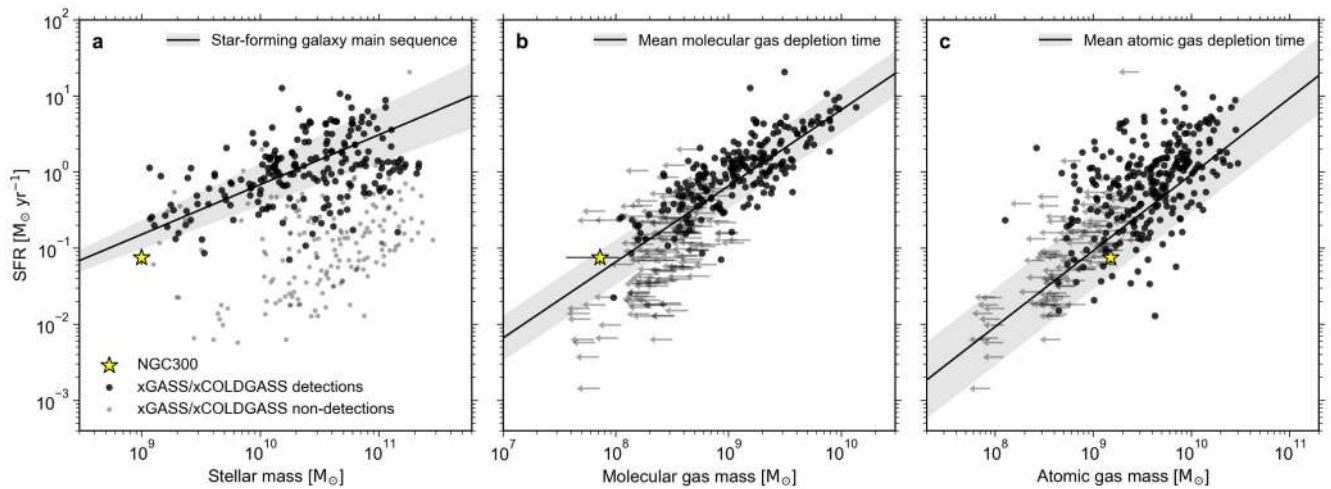 a
Star-forming galaxy main sequence
b
Mean molecular gas depletion time
c
Mean atomic gas depletion time
SFR [M⊙ yr⁻¹]
10²
10¹
10⁰
10⁻¹
10⁻²
10⁻³
NGC300
xGASS/xCOLDGASS detections
xGASS/xCOLDGASS non-detections
10⁹ 10¹⁰ 10¹¹
Stellar mass [M⊙]
10⁷ 10⁸ 10⁹ 10¹⁰
Molecular gas mass [M⊙]
10⁸ 10⁹ 10¹⁰ 10¹¹
Atomic gas mass [M⊙]